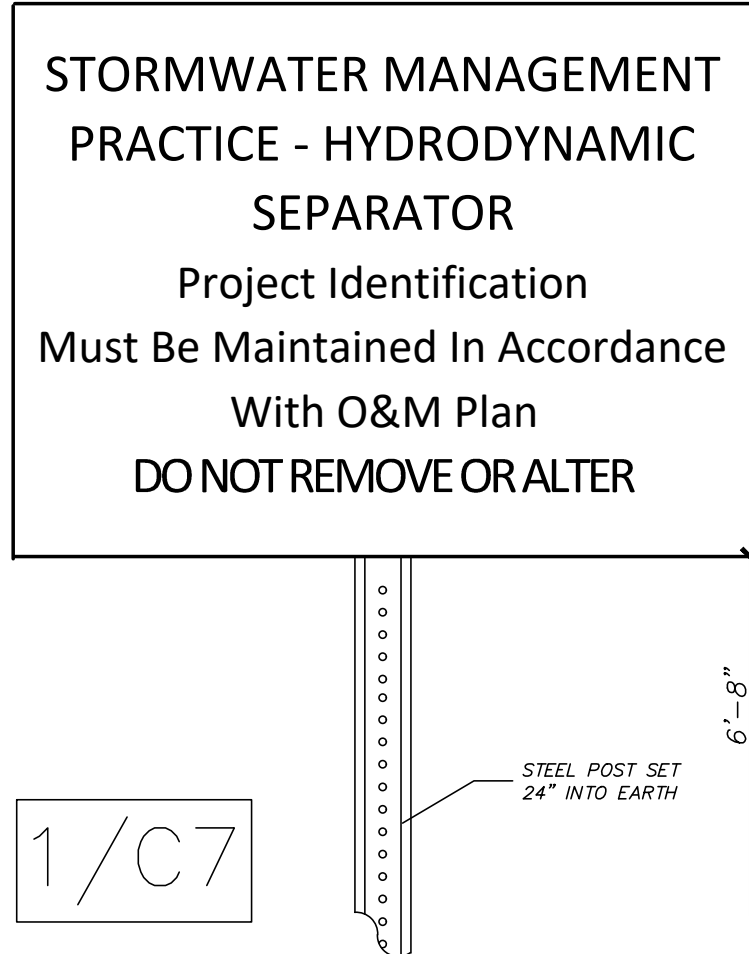 STORMWATER MANAGEMENT
PRACTICE - HYDRODYNAMIC
SEPARATOR
Project Identification
Must Be Maintained In Accordance
With O&M Plan
DO NOT REMOVE OR ALTER
6'-8"
STEEL POST SET
24" INTO EARTH
1/C7